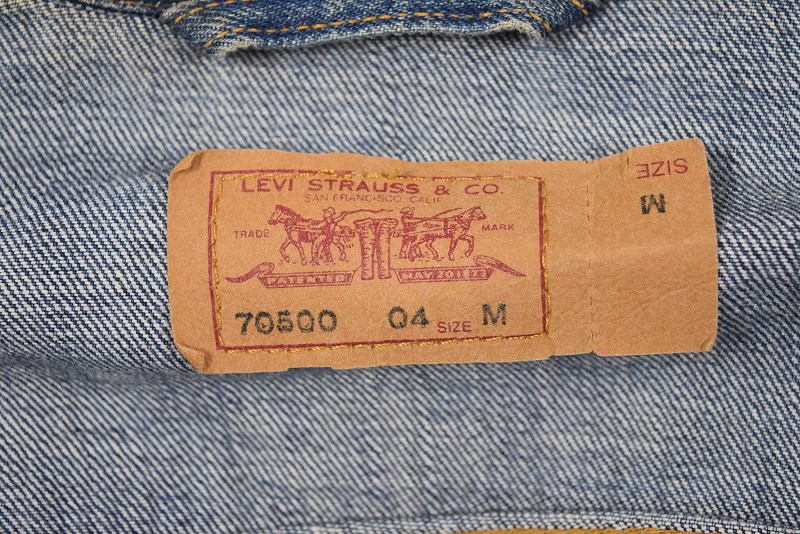 LEVI STRAUSS & CO.
SAN FRANCISCO, CALIF.
TRADE MARK
PATENTED MAY 20 1873
70500 04 SIZE M
SIZE
M